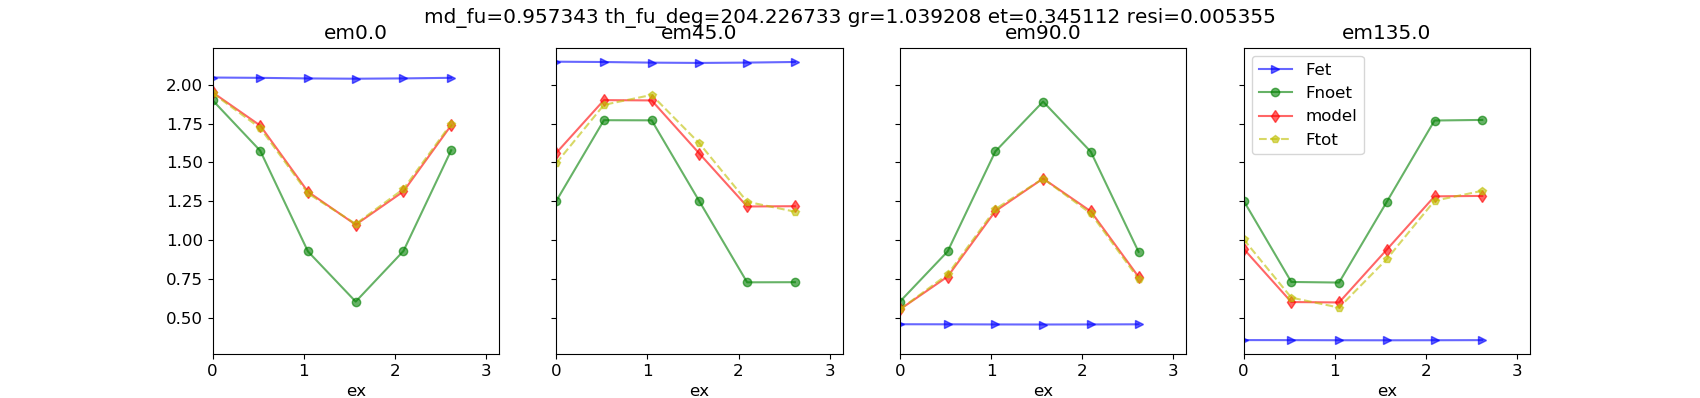 md_fu=0.957343 th_fu_deg=204.226733 gr=1.039208 et=0.345112 resi=0.005355
em0.0 em45.0 em90.0 em135.0
2.00
1.75
1.50
1.25
1.00
0.75
0.50
Fet
Fnoet
model
Ftot
0 1 2 3 0 1 2 3 0 1 2 3 0 1 2 3
ex ex ex ex